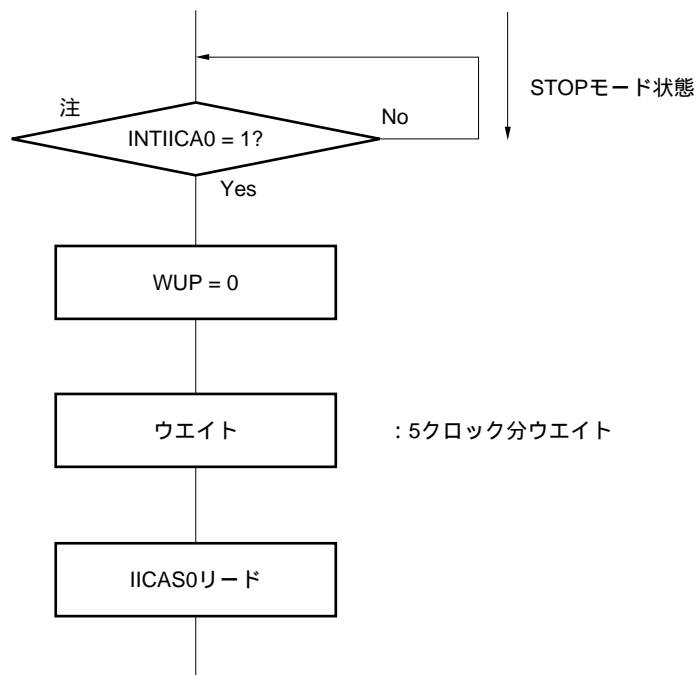 STOPモード状態
注
No
INTIICA0 = 1?
Yes
WUP = 0
ウエイト
: 5クロック分ウエイト
IICAS0リード